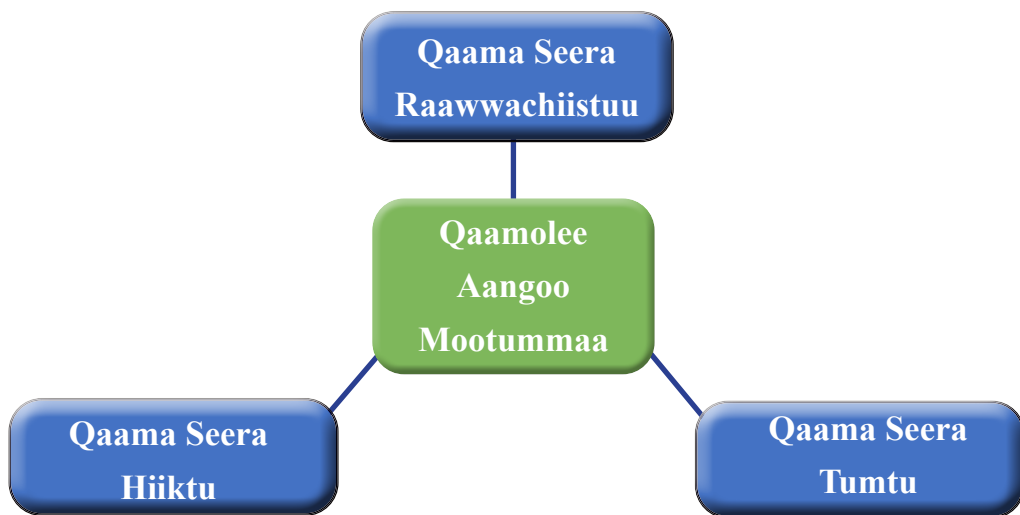 Qaama Seera
Raawwachiistuu
Qaamolee
Aangoo
Mootummaa
Qaama Seera
Hiiktu
Qaama Seera
Tumtu